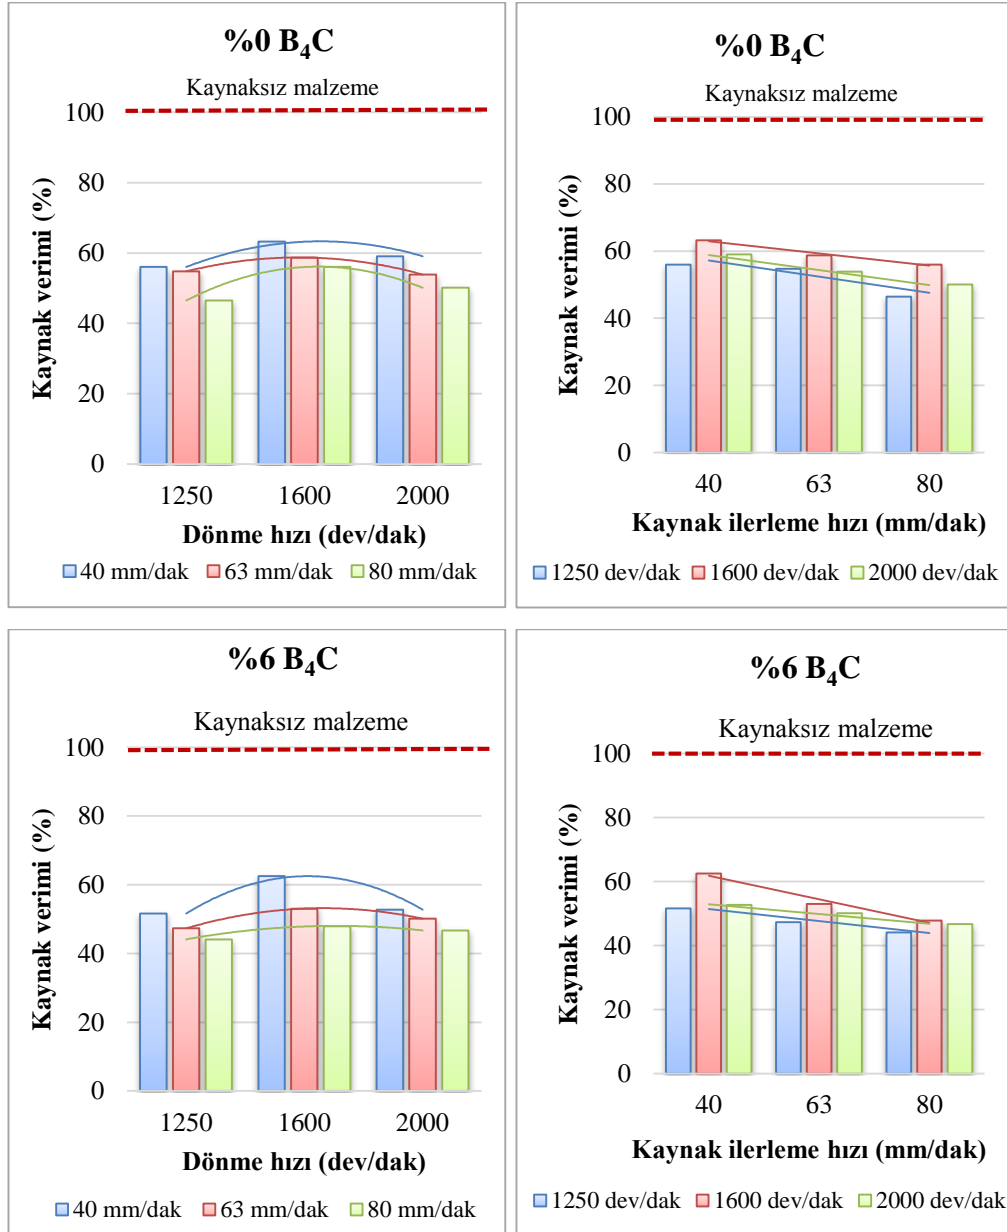 %0 B₄C
Kaynaksız malzeme
Kaynak verimi (%)
100
80
60
40
20
0
1250 1600 2000
Dönme hızı (dev/dak)
40 mm/dak 63 mm/dak 80 mm/dak
%0 B₄C
Kaynaksız malzeme
Kaynak verimi (%)
100
80
60
40
20
0
40 63 80
Kaynak ilerleme hızı (mm/dak)
1250 dev/dak 1600 dev/dak 2000 dev/dak
%6 B₄C
Kaynaksız malzeme
Kaynak verimi (%)
100
80
60
40
20
0
1250 1600 2000
Dönme hızı (dev/dak)
40 mm/dak 63 mm/dak 80 mm/dak
%6 B₄C
Kaynaksız malzeme
Kaynak verimi (%)
100
80
60
40
20
0
40 63 80
Kaynak ilerleme hızı (mm/dak)
1250 dev/dak 1600 dev/dak 2000 dev/dak